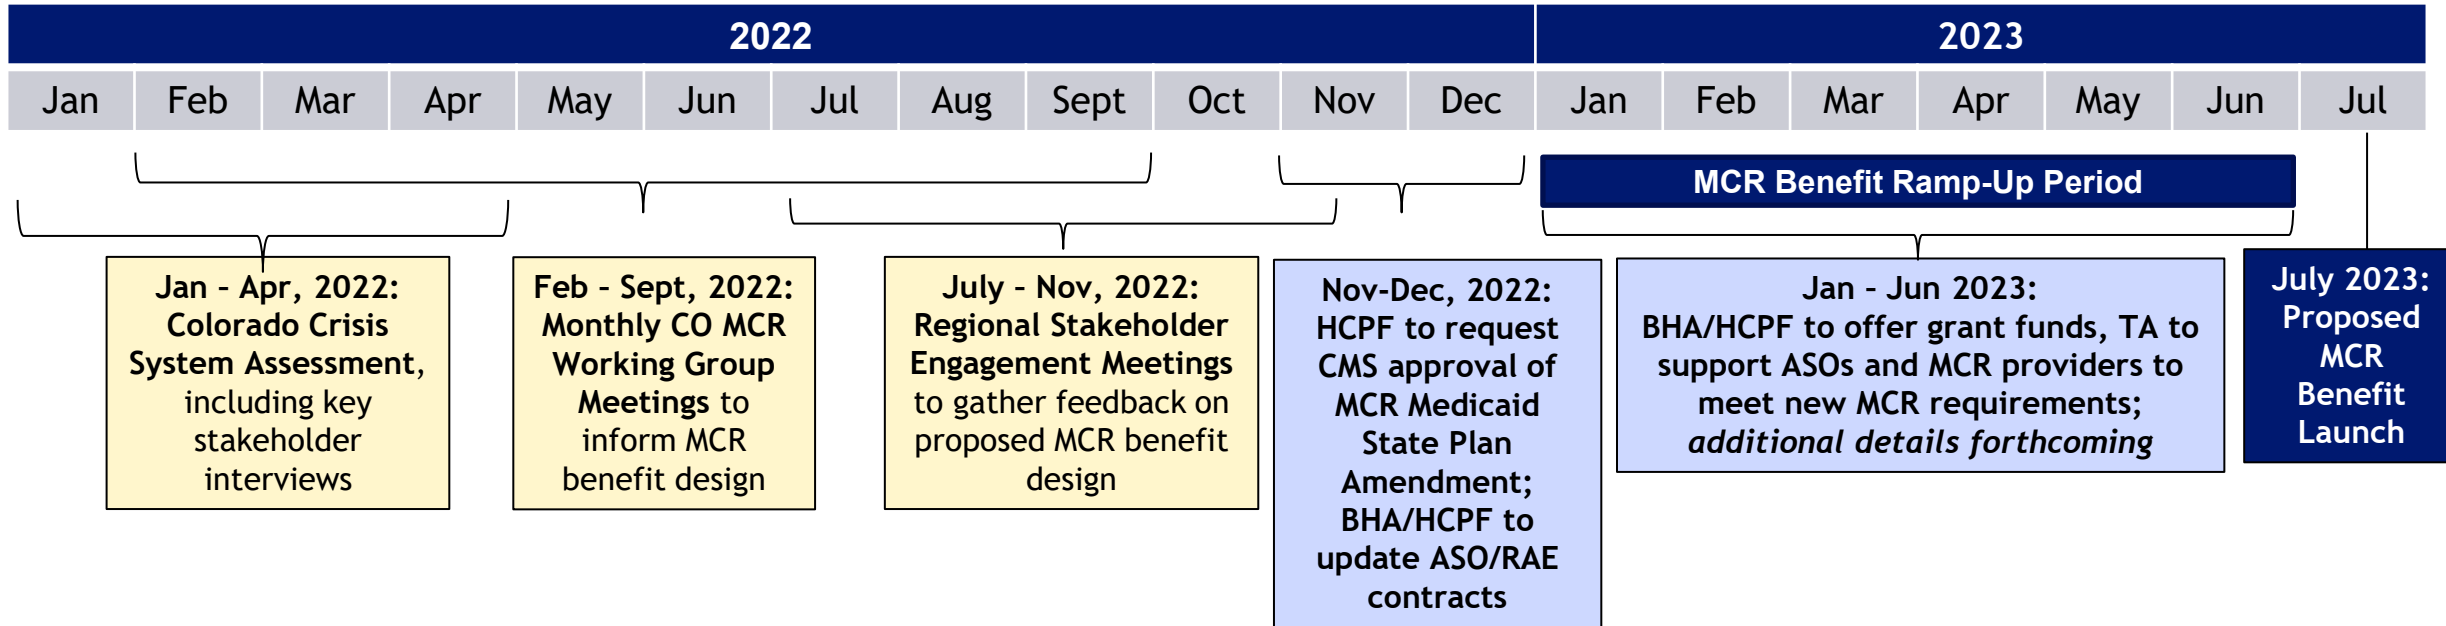 2022
2023
Jan
Feb
Mar
Apr
May
Jun
Jul
Aug
Sept
Oct
Nov
Dec
Jan
Feb
Mar
Apr
May
Jun
Jul
MCR Benefit Ramp-Up Period
Jan – Apr, 2022:
Colorado Crisis
System Assessment,
including key
stakeholder
interviews
Feb – Sept, 2022:
Monthly CO MCR
Working Group
Meetings to
inform MCR
benefit design
July – Nov, 2022:
Regional Stakeholder
Engagement Meetings
to gather feedback on
proposed MCR benefit
design
Nov-Dec, 2022:
HCPF to request
CMS approval of
MCR Medicaid
State Plan
Amendment;
BHA/HCPF to
update ASO/RAE
contracts
Jan – Jun 2023:
BHA/HCPF to offer grant funds, TA to
support ASOs and MCR providers to
meet new MCR requirements;
additional details forthcoming
July 2023:
Proposed
MCR
Benefit
Launch